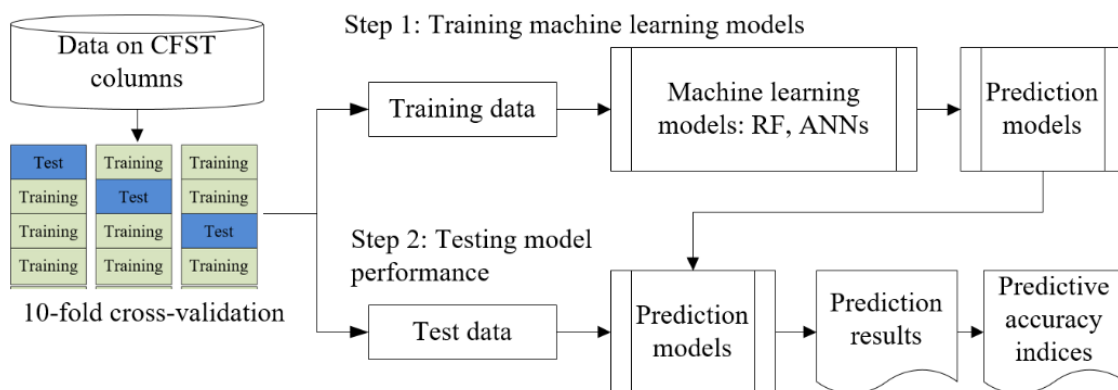 Data on CFST
columns
Test Training Training
Training Test Training
Training Training Test
Training Training Training
10-fold cross-validation
Step 1: Training machine learning models
Training data
Machine learning
models: RF, ANNs
Prediction
models
Step 2: Testing model
performance
Test data
Prediction
models
Prediction
results
Predictive
accuracy
indices